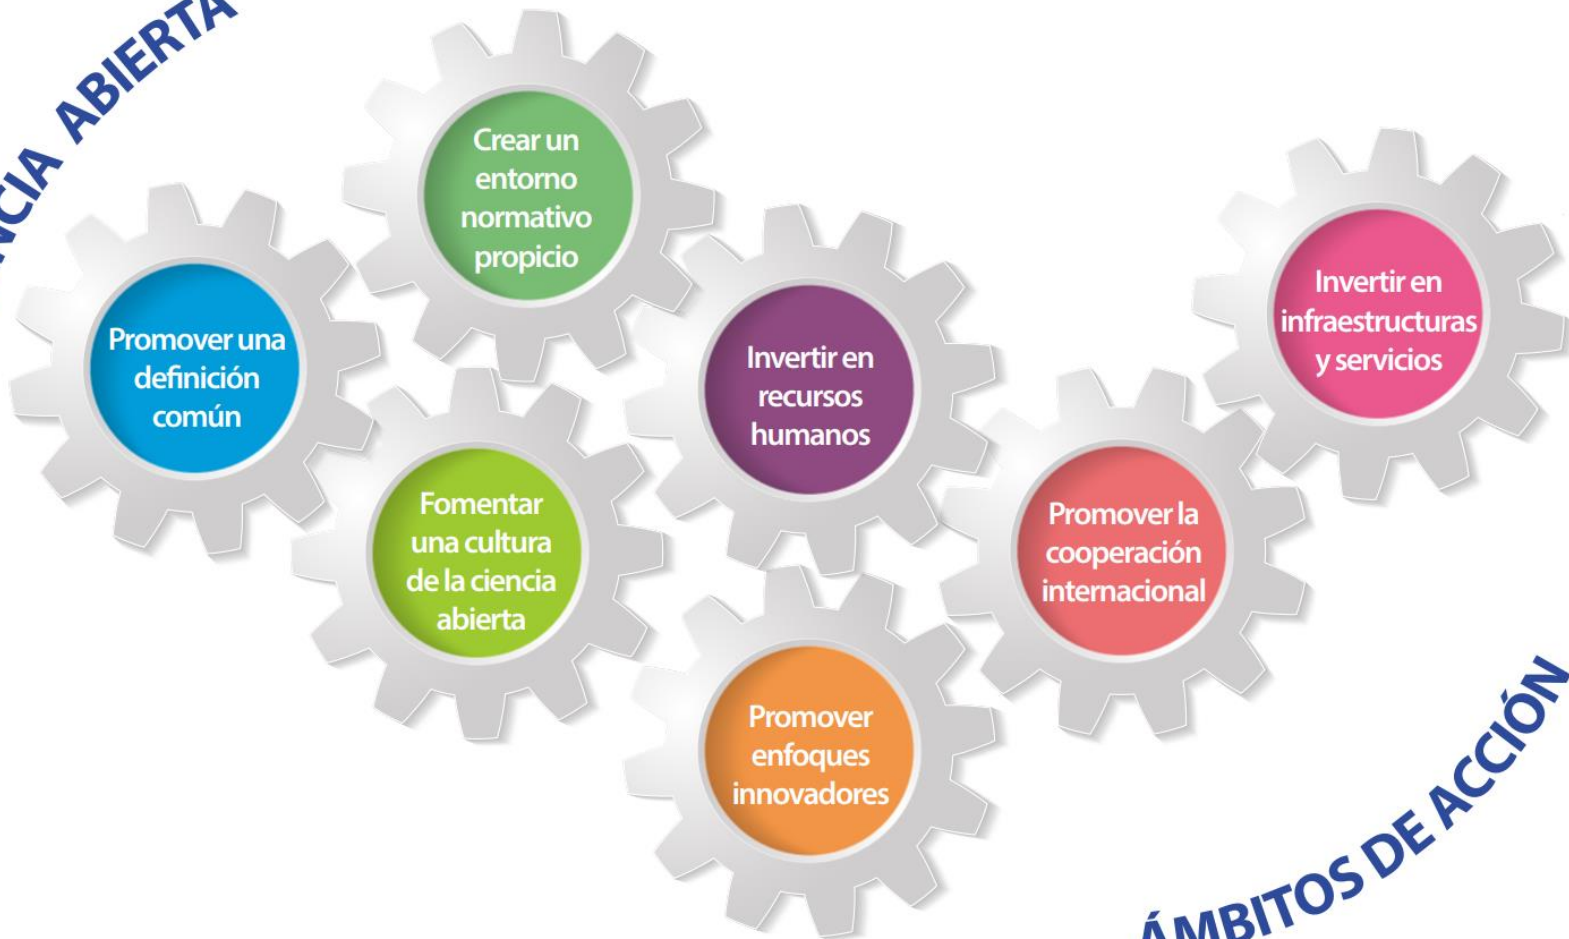 ABIERTA
Crear un
entorno
normativo
propicio
Promover una
definición
común
Invertir en
recursos
humanos
Invertir en
infraestructuras
y servicios
Fomentar
una cultura
de la ciencia
abierta
Promover la
cooperación
internacional
Promover
enfoques
innovadores
ÁMBITOS DE ACCIÓN